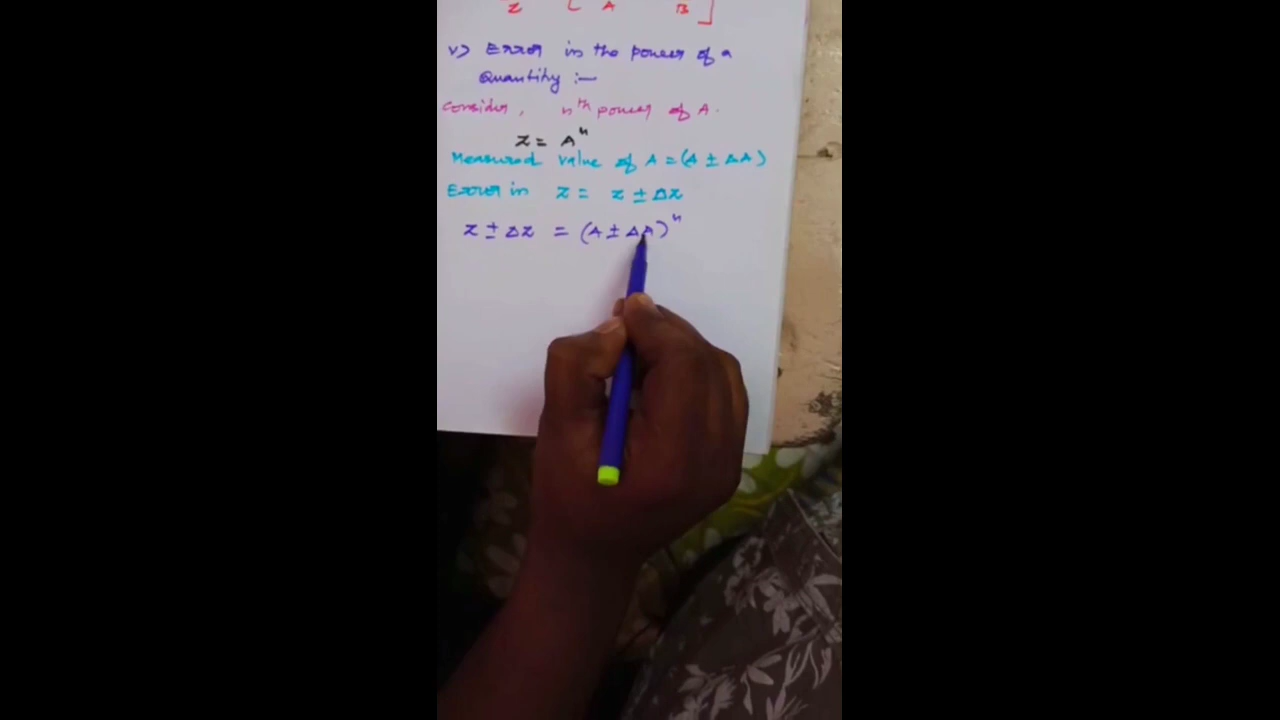 Z [ A B ]
v) Error in the power of a
Quantity :-
Consider, nth power of A.
Z = Aⁿ
Measured value of A = (A ± ΔA)
Error in Z = Z ± ΔZ
Z ± ΔZ = (A ± ΔA)ⁿ